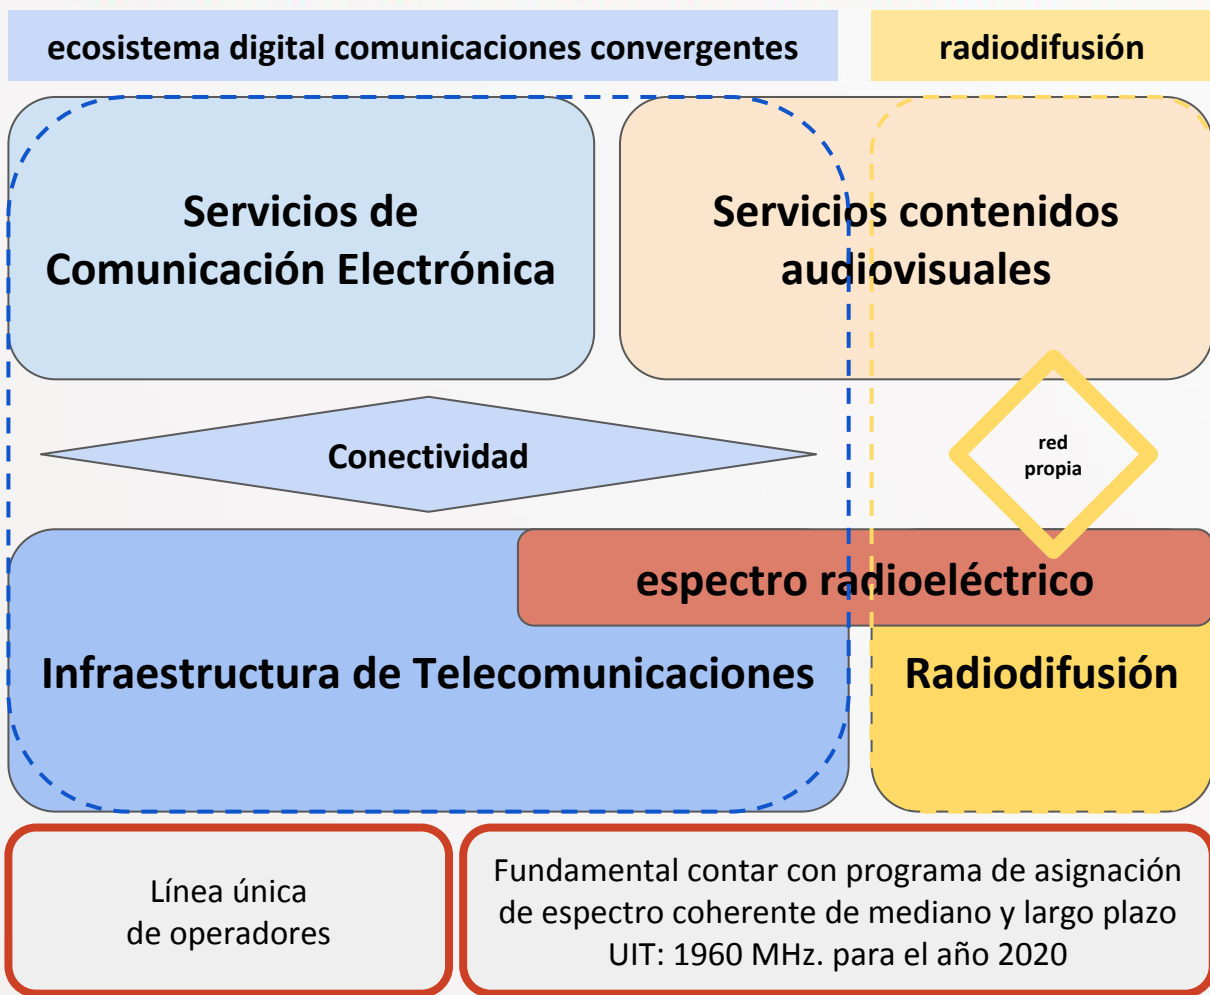 ecosistema digital comunicaciones convergentes
radiodifusión
Servicios de
Comunicación Electrónica
Servicios contenidos
audiovisuales
Conectividad
red
propia
espectro radioeléctrico
Infraestructura de Telecomunicaciones
Radiodifusión
Línea única
de operadores
Fundamental contar con programa de asignación
de espectro coherente de mediano y largo plazo
UIT: 1960 MHz. para el año 2020